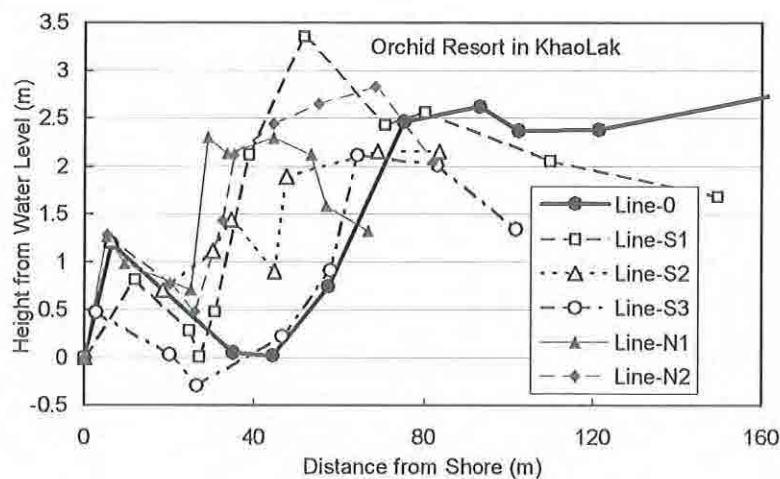 Orchid Resort in KhaoLak
Height from Water Level (m)
3.5
3
2.5
2
1.5
1
0.5
0
-0.5
Line-0
Line-S1
Line-S2
Line-S3
Line-N1
Line-N2
0
40
80
120
160
Distance from Shore (m)